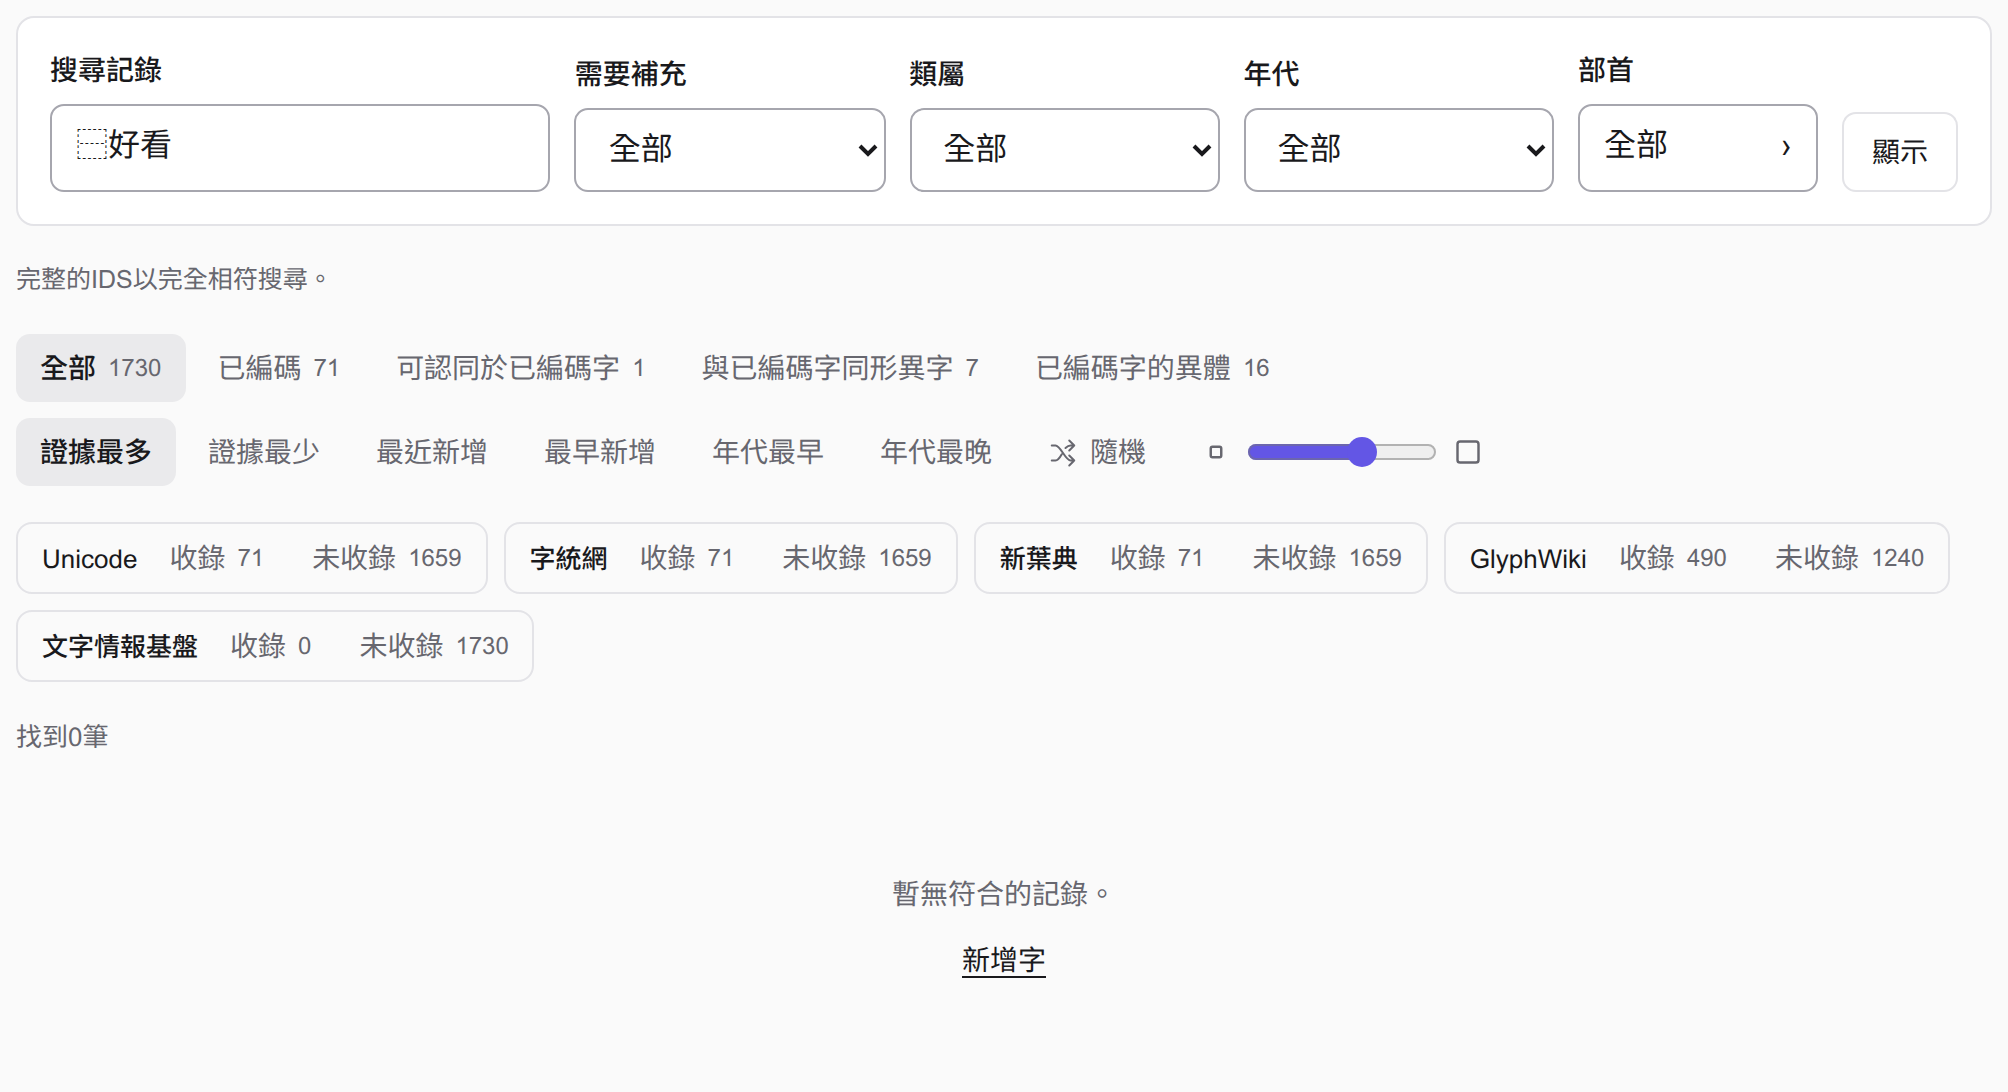 搜尋記錄 需要補充 類屬 年代 部首
⿱好看 全部 全部 全部 全部 › 顯示
完整的IDS以完全相符搜尋。
全部 1730 已編碼 71 可認同於已編碼字 1 與已編碼字同形異字 7 已編碼字的異體 16
證據最多 證據最少 最近新增 最早新增 年代最早 年代最晚 隨機
Unicode 收錄 71 未收錄 1659 字統網 收錄 71 未收錄 1659 新葉典 收錄 71 未收錄 1659 GlyphWiki 收錄 490 未收錄 1240
文字情報基盤 收錄 0 未收錄 1730
找到0筆
暫無符合的記錄。
新增字